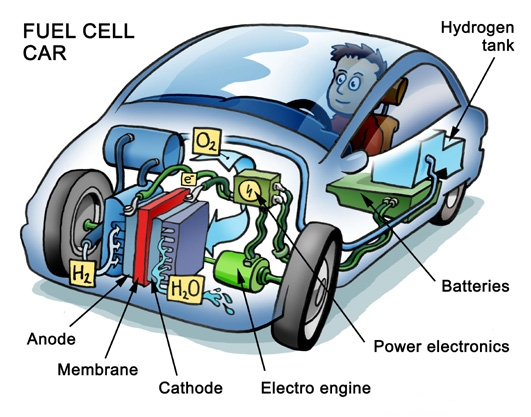 FUEL CELL
CAR
Hydrogen
tank
O₂
e⁻
H₂
H₂O
Batteries
Anode
Power electronics
Membrane
Cathode
Electro engine